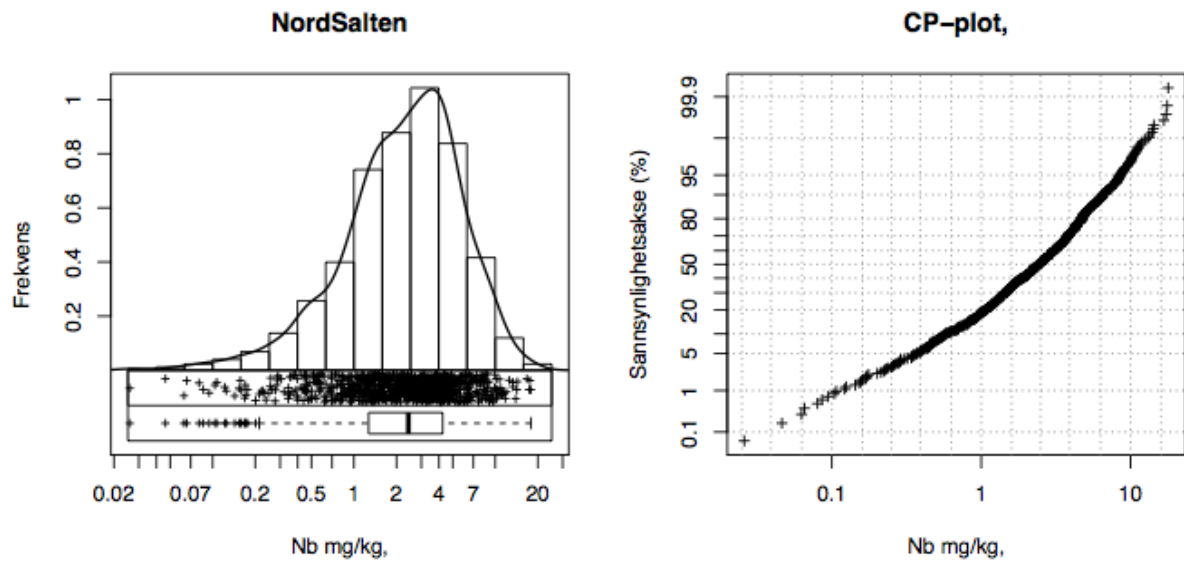 NordSalten
Frekvens
1
0.8
0.6
0.4
0.2
0.02 0.07 0.2 0.5 1 2 4 7 20
Nb mg/kg,
CP−plot,
Sannsynlighetsakse (%)
99.9
95
80
50
20
5
1
0.1
0.1 1 10
Nb mg/kg,